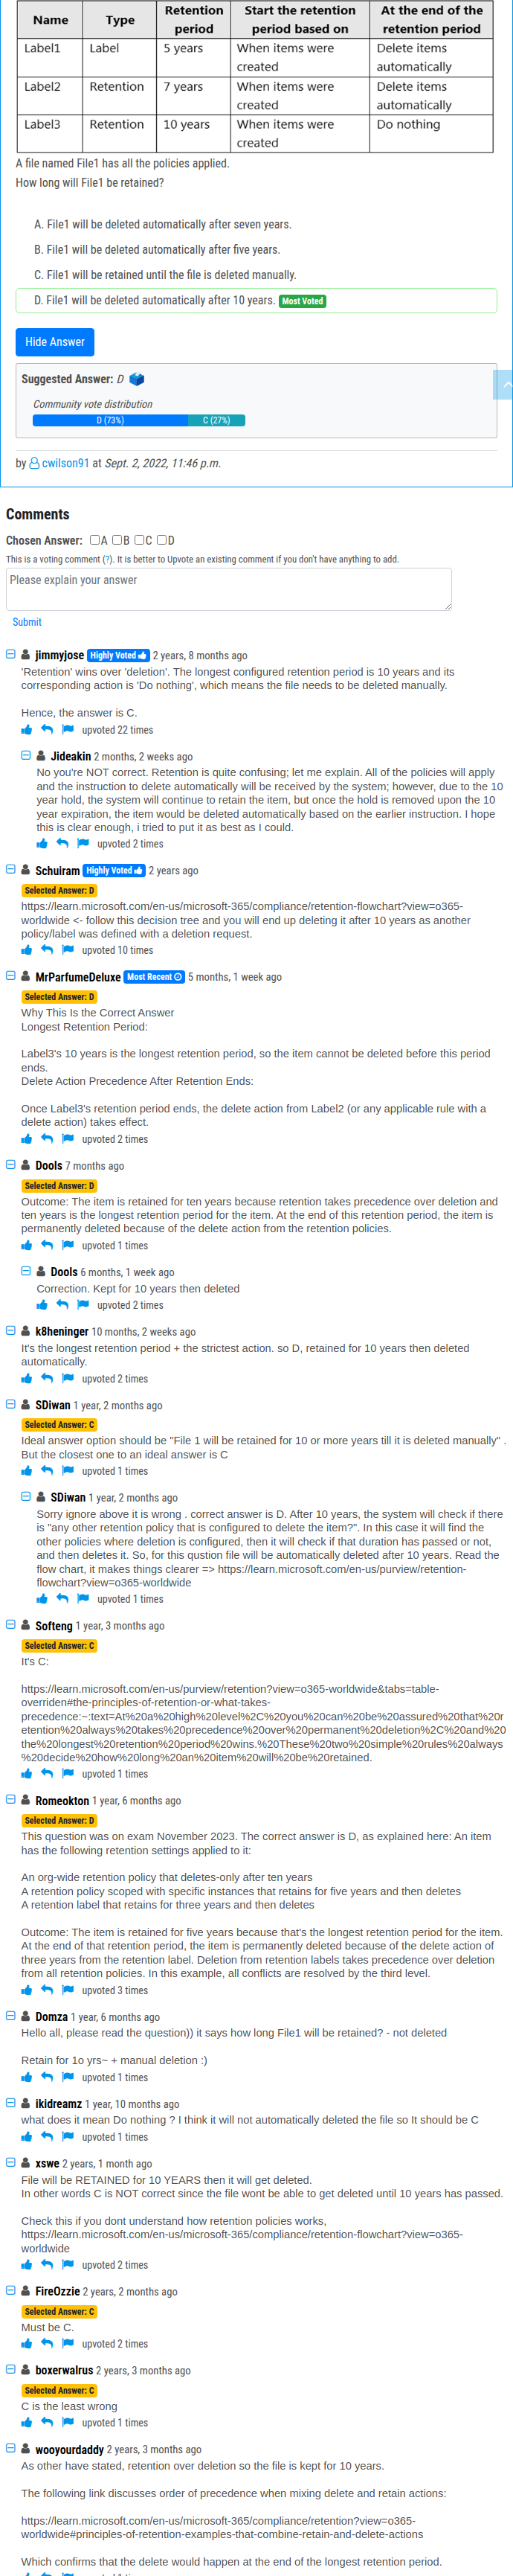 Name Type Retention period Start the retention period based on At the end of the retention period
Label1 Label 5 years When items were created Delete items automatically
Label2 Retention 7 years When items were created Delete items automatically
Label3 Retention 10 years When items were created Do nothing
A file named File1 has all the policies applied.
How long will File1 be retained?
A. File1 will be deleted automatically after seven years.
B. File1 will be deleted automatically after five years.
C. File1 will be retained until the file is deleted manually.
D. File1 will be deleted automatically after 10 years. Most Voted
Hide Answer
Suggested Answer: D
Community vote distribution
D (73%) C (27%)
by cwilson91 at Sept. 2, 2022, 11:46 p.m.
Comments
Chosen Answer: A B C D
This is a voting comment (?). It is better to Upvote an existing comment if you don't have anything to add.
Please explain your answer
Submit
jimmyjose Highly Voted 2 years, 8 months ago
'Retention' wins over 'deletion'. The longest configured retention period is 10 years and its
corresponding action is 'Do nothing', which means the file needs to be deleted manually.
Hence, the answer is C.
upvoted 22 times
Jideakin 2 months, 2 weeks ago
No you're NOT correct. Retention is quite confusing; let me explain. All of the policies will apply
and the instruction to delete automatically will be received by the system; however, due to the 10
year hold, the system will continue to retain the item, but once the hold is removed upon the 10
year expiration, the item would be deleted automatically based on the earlier instruction. I hope
this is clear enough, i tried to put it as best as I could.
upvoted 2 times
Schuiram Highly Voted 2 years ago
Selected Answer: D
https://learn.microsoft.com/en-us/microsoft-365/compliance/retention-flowchart?view=o365-
worldwide <- follow this decision tree and you will end up deleting it after 10 years as another
policy/label was defined with a deletion request.
upvoted 10 times
MrParfumeDeluxe Most Recent 5 months, 1 week ago
Selected Answer: D
Why This Is the Correct Answer
Longest Retention Period:
Label3's 10 years is the longest retention period, so the item cannot be deleted before this period
ends.
Delete Action Precedence After Retention Ends:
Once Label3's retention period ends, the delete action from Label2 (or any applicable rule with a
delete action) takes effect.
upvoted 2 times
Dools 7 months ago
Selected Answer: D
Outcome: The item is retained for ten years because retention takes precedence over deletion and
ten years is the longest retention period for the item. At the end of this retention period, the item is
permanently deleted because of the delete action from the retention policies.
upvoted 1 times
Dools 6 months, 1 week ago
Correction. Kept for 10 years then deleted
upvoted 2 times
k8heninger 10 months, 2 weeks ago
It's the longest retention period + the strictest action. so D, retained for 10 years then deleted
automatically.
upvoted 2 times
SDiwan 1 year, 2 months ago
Selected Answer: C
Ideal answer option should be "File 1 will be retained for 10 or more years till it is deleted manually" .
But the closest one to an ideal answer is C
upvoted 1 times
SDiwan 1 year, 2 months ago
Sorry ignore above it is wrong . correct answer is D. After 10 years, the system will check if there
is "any other retention policy that is configured to delete the item?". In this case it will find the
other policies where deletion is configured, then it will check if that duration has passed or not,
and then deletes it. So, for this qustion file will be automatically deleted after 10 years. Read the
flow chart, it makes things clearer => https://learn.microsoft.com/en-us/purview/retention-
flowchart?view=o365-worldwide
upvoted 1 times
Softeng 1 year, 3 months ago
Selected Answer: C
It's C:
https://learn.microsoft.com/en-us/purview/retention?view=o365-worldwide&tabs=table-
overriden#the-principles-of-retention-or-what-takes-
precedence:~:text=At%20a%20high%20level%2C%20you%20can%20be%20assured%20that%20r
etention%20always%20takes%20precedence%20over%20permanent%20deletion%2C%20and%20
the%20longest%20retention%20period%20wins.%20These%20two%20simple%20rules%20always
%20decide%20how%20long%20an%20item%20will%20be%20retained.
upvoted 1 times
Romeokton 1 year, 6 months ago
Selected Answer: D
This question was on exam November 2023. The correct answer is D, as explained here: An item
has the following retention settings applied to it:
An org-wide retention policy that deletes-only after ten years
A retention policy scoped with specific instances that retains for five years and then deletes
A retention label that retains for three years and then deletes
Outcome: The item is retained for five years because that's the longest retention period for the item.
At the end of that retention period, the item is permanently deleted because of the delete action of
three years from the retention label. Deletion from retention labels takes precedence over deletion
from all retention policies. In this example, all conflicts are resolved by the third level.
upvoted 3 times
Domza 1 year, 6 months ago
Hello all, please read the question)) it says how long File1 will be retained? - not deleted
Retain for 1o yrs~ + manual deletion :)
upvoted 1 times
ikidreamz 1 year, 10 months ago
what does it mean Do nothing ? I think it will not automatically deleted the file so It should be C
upvoted 1 times
xswe 2 years, 1 month ago
File will be RETAINED for 10 YEARS then it will get deleted.
In other words C is NOT correct since the file wont be able to get deleted until 10 years has passed.
Check this if you dont understand how retention policies works,
https://learn.microsoft.com/en-us/microsoft-365/compliance/retention-flowchart?view=o365-
worldwide
upvoted 2 times
FireOzzie 2 years, 2 months ago
Selected Answer: C
Must be C.
upvoted 2 times
boxerwalrus 2 years, 3 months ago
Selected Answer: C
C is the least wrong
upvoted 1 times
wooyourdaddy 2 years, 3 months ago
As other have stated, retention over deletion so the file is kept for 10 years.
The following link discusses order of precedence when mixing delete and retain actions:
https://learn.microsoft.com/en-us/microsoft-365/compliance/retention?view=o365-
worldwide#principles-of-retention-examples-that-combine-retain-and-delete-actions
Which confirms that the delete would happen at the end of the longest retention period.